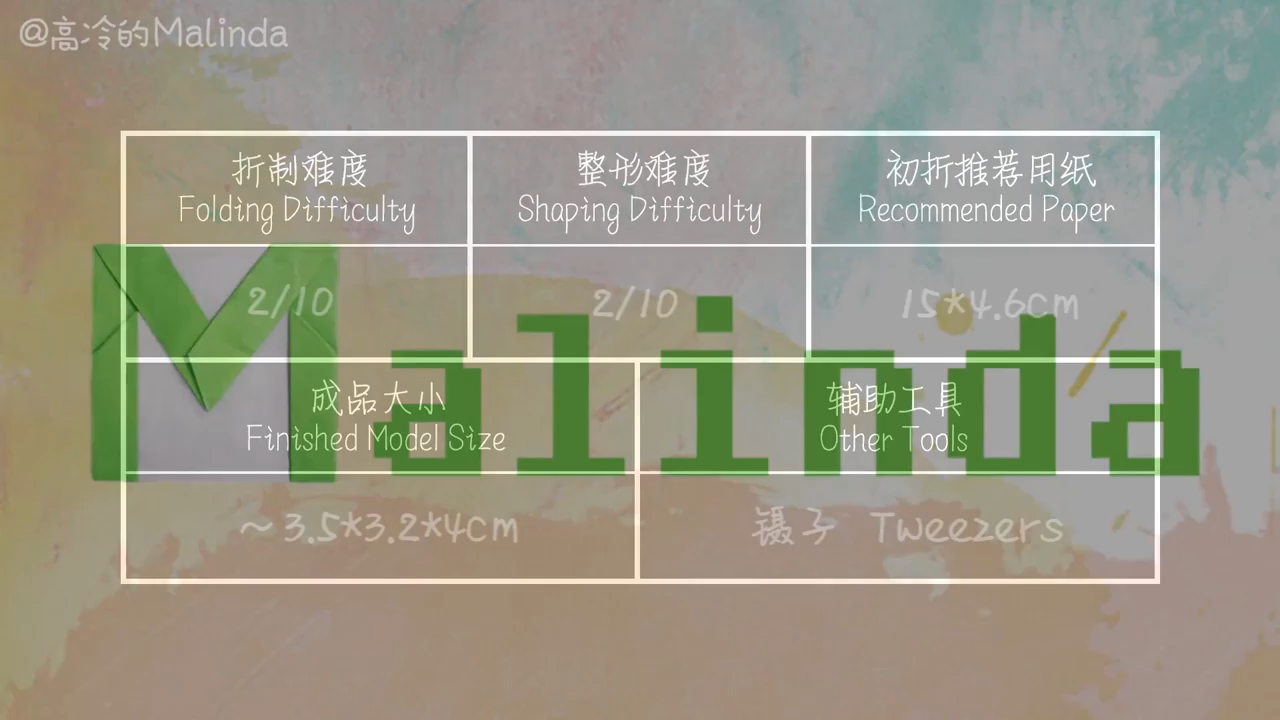 @高冷的Malinda
折制难度
Folding Difficulty
整形难度
Shaping Difficulty
初折推荐用纸
Recommended Paper
2/10
2/10
15*4.6cm
Malinda
成品大小
Finished Model Size
辅助工具
Other Tools
～3.5*3.2*4cm
镊子 Tweezers